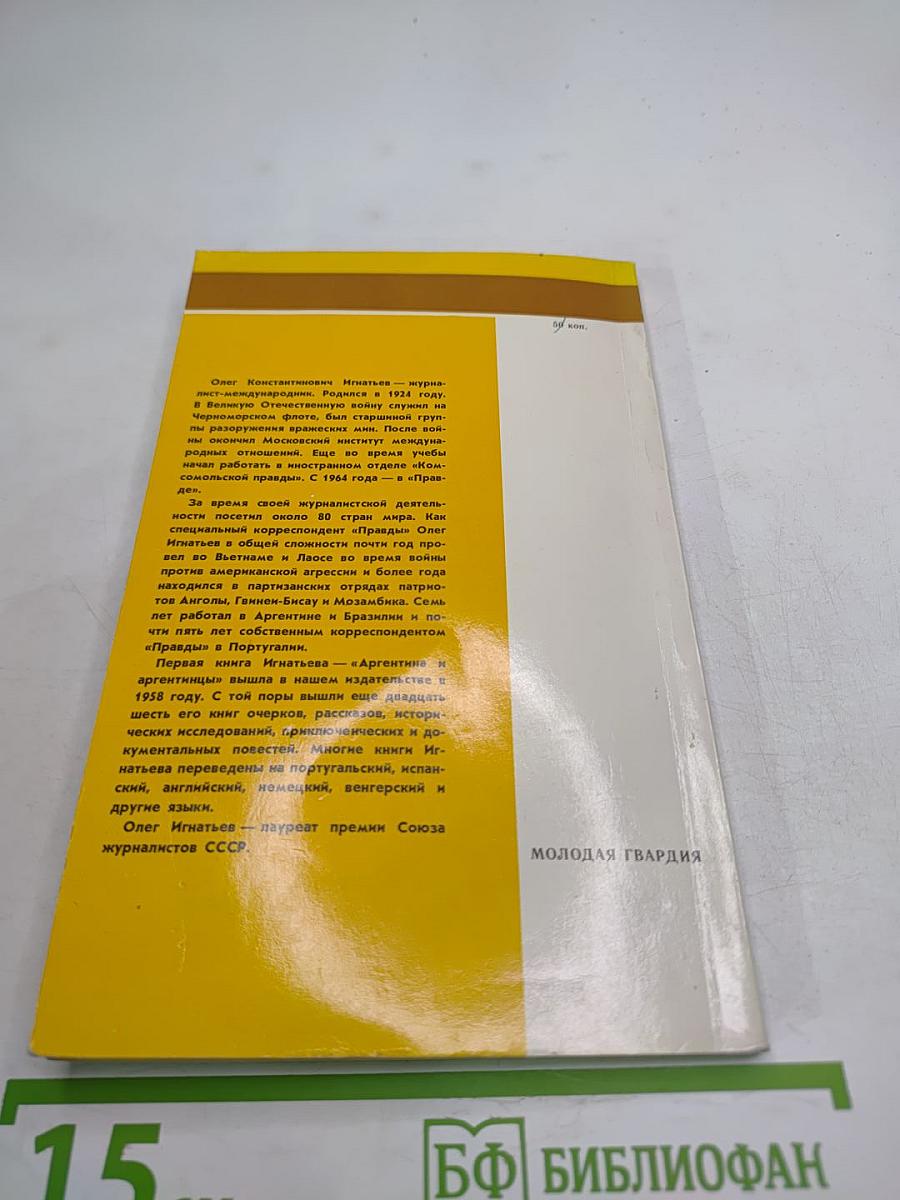 50 коп.
Олег Константинович Игнатьев — журна-
лист-международник. Родился в 1924 году.
В Великую Отечественную войну служил на
Черноморском флоте, был старшиной груп-
пы разоружения вражеских мин. После вой-
ны окончил Московский институт междуна-
родных отношений. Еще во время учебы
начал работать в иностранном отделе «Ком-
сомольской правды». С 1964 года — в «Прав-
де».
За время своей журналистской деятель-
ности посетил около 80 стран мира. Как
специальный корреспондент «Правды» Олег
Игнатьев в общей сложности почти год про-
вел во Вьетнаме и Лаосе во время войны
против американской агрессии и более года
находился в партизанских отрядах патрио-
тов Анголы, Гвинеи-Бисау и Мозамбика. Семь
лет работал в Аргентине и Бразилии и по-
чти пять лет собственным корреспондентом
«Правды» в Португалии.
Первая книга Игнатьева — «Аргентина и
аргентинцы» вышла в нашем издательстве в
1958 году. С той поры вышли еще двадцать
шесть его книг очерков, рассказов, истори-
ческих исследований, приключенческих и до-
кументальных повестей. Многие книги Иг-
натьева переведены на португальский, испан-
ский, английский, немецкий, венгерский и
другие языки.
Олег Игнатьев — лауреат премии Союза
журналистов СССР.
МОЛОДАЯ ГВАРДИЯ
15 см
БФ БИБЛИОФАН